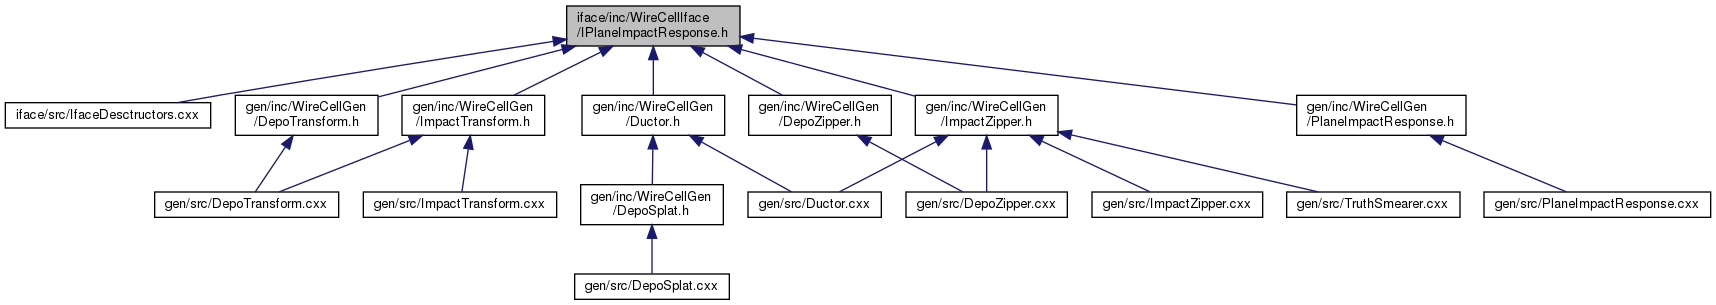 iface/inc/WireCellIface
/IPlaneImpactResponse.h
iface/src/IfaceDesctructors.cxx
gen/inc/WireCellGen
/DepoTransform.h
gen/inc/WireCellGen
/ImpactTransform.h
gen/inc/WireCellGen
/Ductor.h
gen/inc/WireCellGen
/DepoZipper.h
gen/inc/WireCellGen
/ImpactZipper.h
gen/inc/WireCellGen
/PlaneImpactResponse.h
gen/src/DepoTransform.cxx
gen/src/ImpactTransform.cxx
gen/inc/WireCellGen
/DepoSplat.h
gen/src/Ductor.cxx
gen/src/DepoZipper.cxx
gen/src/ImpactZipper.cxx
gen/src/TruthSmearer.cxx
gen/src/PlaneImpactResponse.cxx
gen/src/DepoSplat.cxx